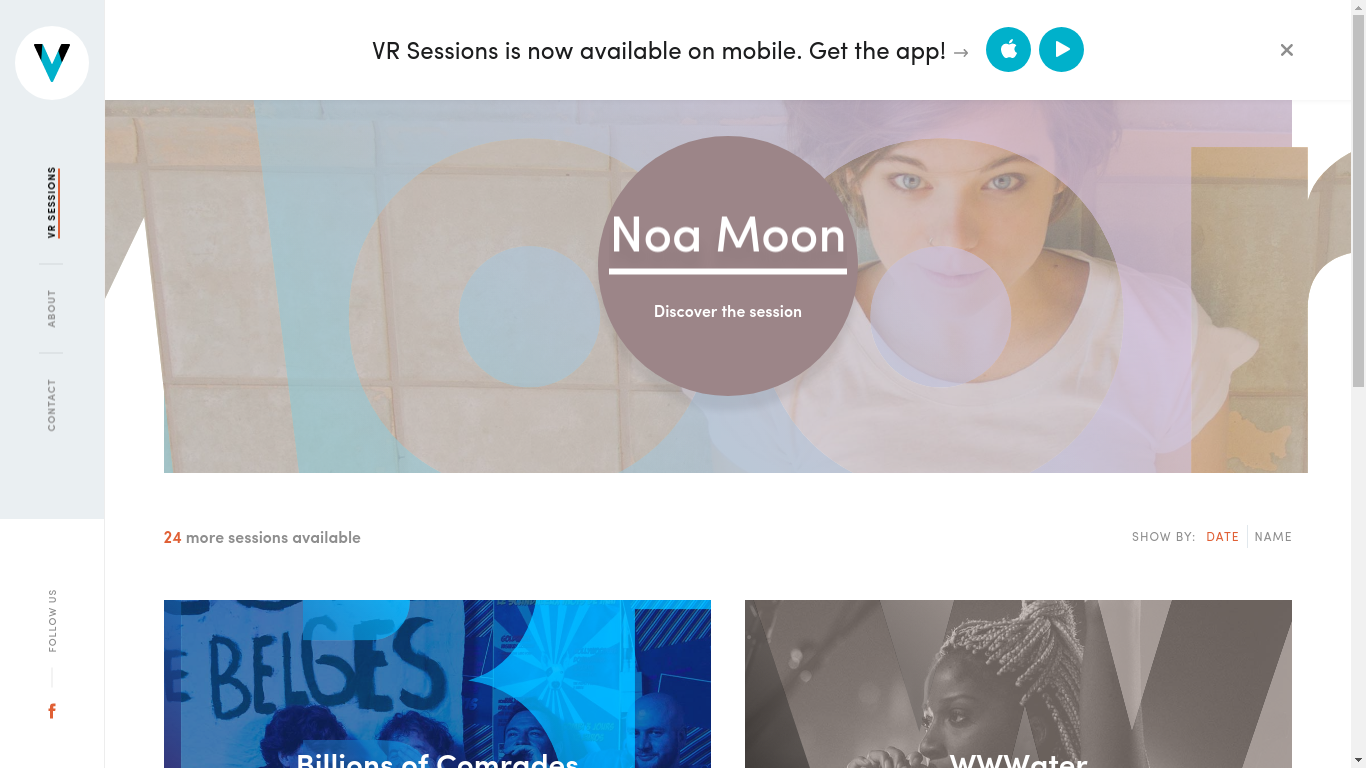 VR Sessions is now available on mobile. Get the app! →
VR SESSIONS
ABOUT
CONTACT
FOLLOW US
Noa Moon
Discover the session
24 more sessions available
SHOW BY: DATE NAME
BELGES
Billions of Comrades
WWWater